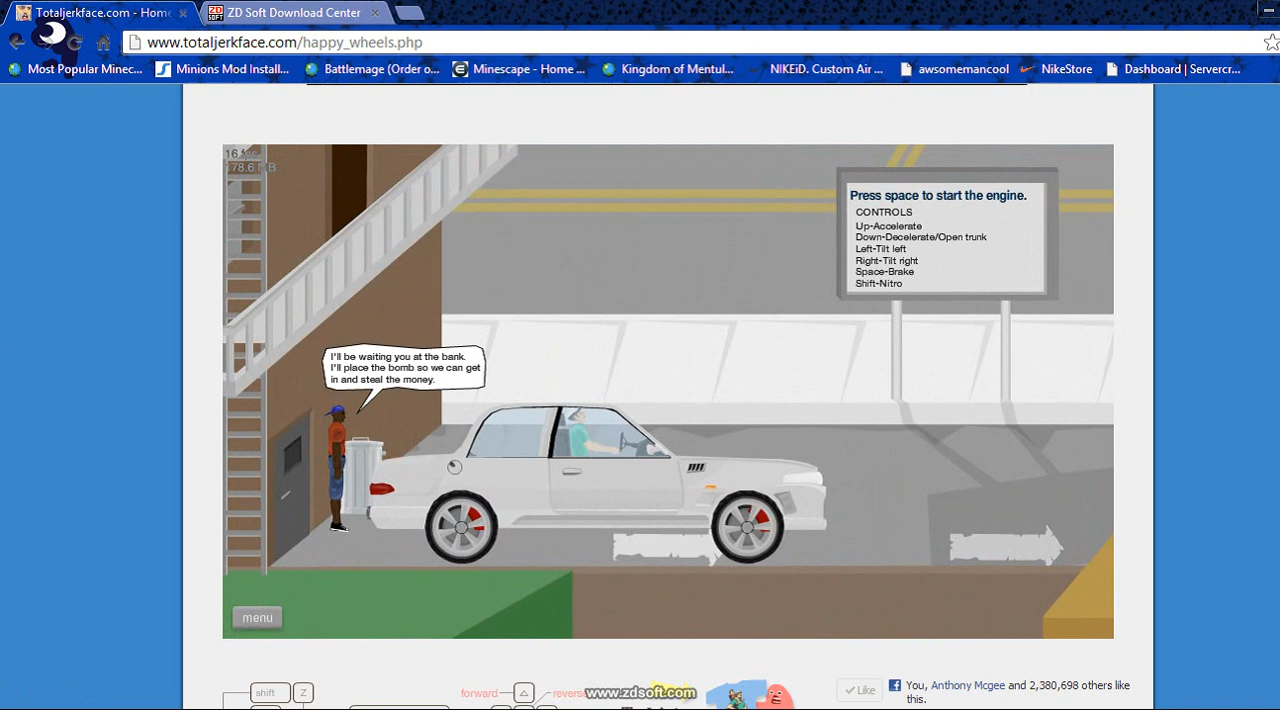 Totaljerkface.com - Hom
ZD SOFT
ZD Soft Download Center
www.totaljerkface.com/happy_wheels.php
Most Popular Minec...
Minions Mod Install...
Battlemage (Order o...
Minescape - Home ...
Kingdom of Mentul...
NIKEiD. Custom Air ...
awsomemancool
NikeStore
Dashboard | Servercr...
Press space to start the engine.
CONTROLS
Up-Accelerate
Down-Decelerate/Open trunk
Left-Tilt left
Right-Tilt right
Space-Brake
Shift-Nitro
I'll be waiting you at the bank.
I'll place the bomb so we can get
in and steal the money.
menu
shift
Z
forward
reverse
www.zdsoft.com
Like
You, Anthony Mcgee and 2,380,698 others like
this.